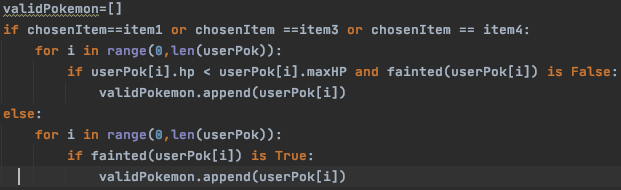 validPokemon=[]
if chosenItem==item1 or chosenItem ==item3 or chosenItem == item4:
    for i in range(0,len(userPok)):
        if userPok[i].hp < userPok[i].maxHP and fainted(userPok[i]) is False:
            validPokemon.append(userPok[i])
else:
    for i in range(0,len(userPok)):
        if fainted(userPok[i]) is True:
            validPokemon.append(userPok[i])